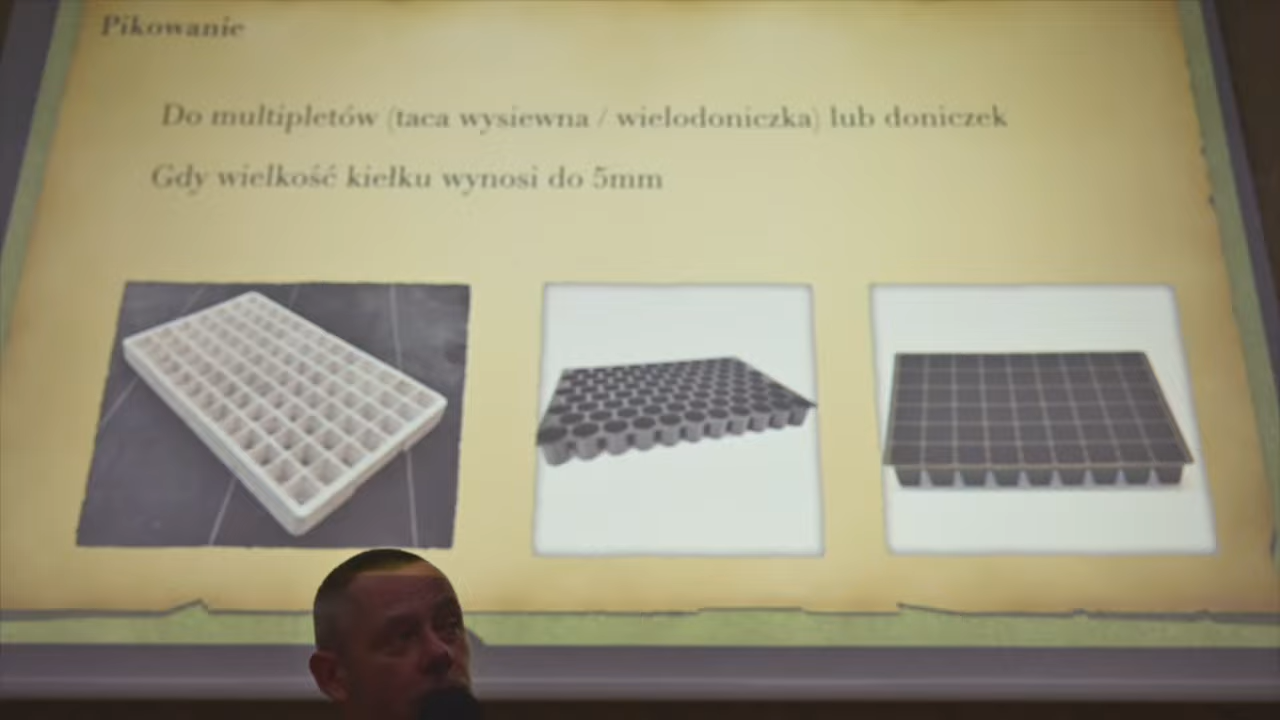 Pikowanie
Do multipletów (taca wysiewna / wielodoniczka) lub doniczek
Gdy wielkość kiełku wynosi do 5mm